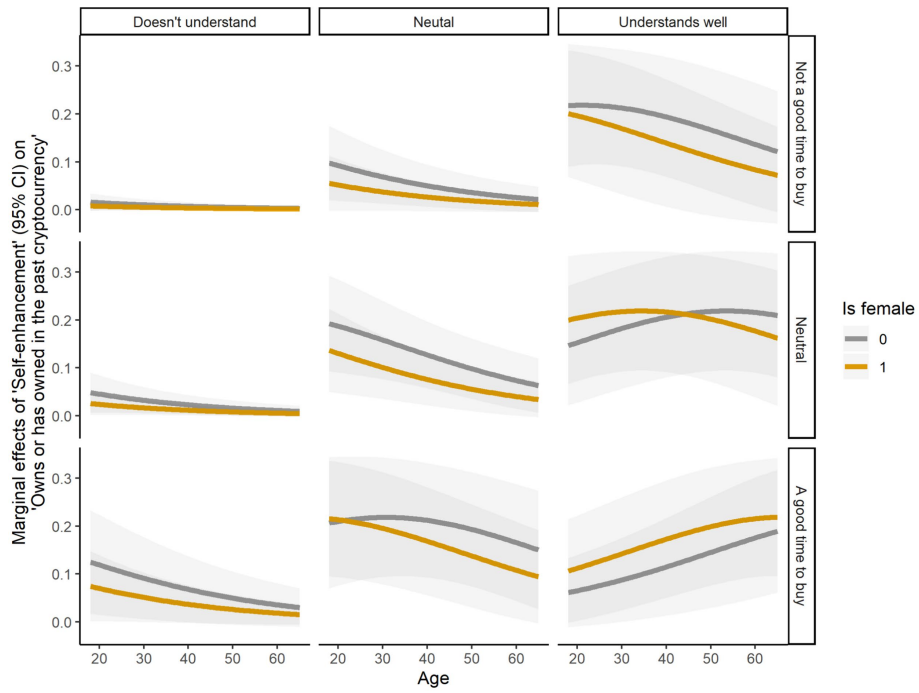 Doesn't understand
Neutal
Understands well
Marginal effects of 'Self-enhancement' (95% CI) on
'Owns or has owned in the past cryptocurrency'
0.3
0.2
0.1
0.0
Not a good time to buy
0.3
0.2
0.1
0.0
Neutral
0.3
0.2
0.1
0.0
A good time to buy
20 30 40 50 60
20 30 40 50 60
20 30 40 50 60
Age
Is female
0
1